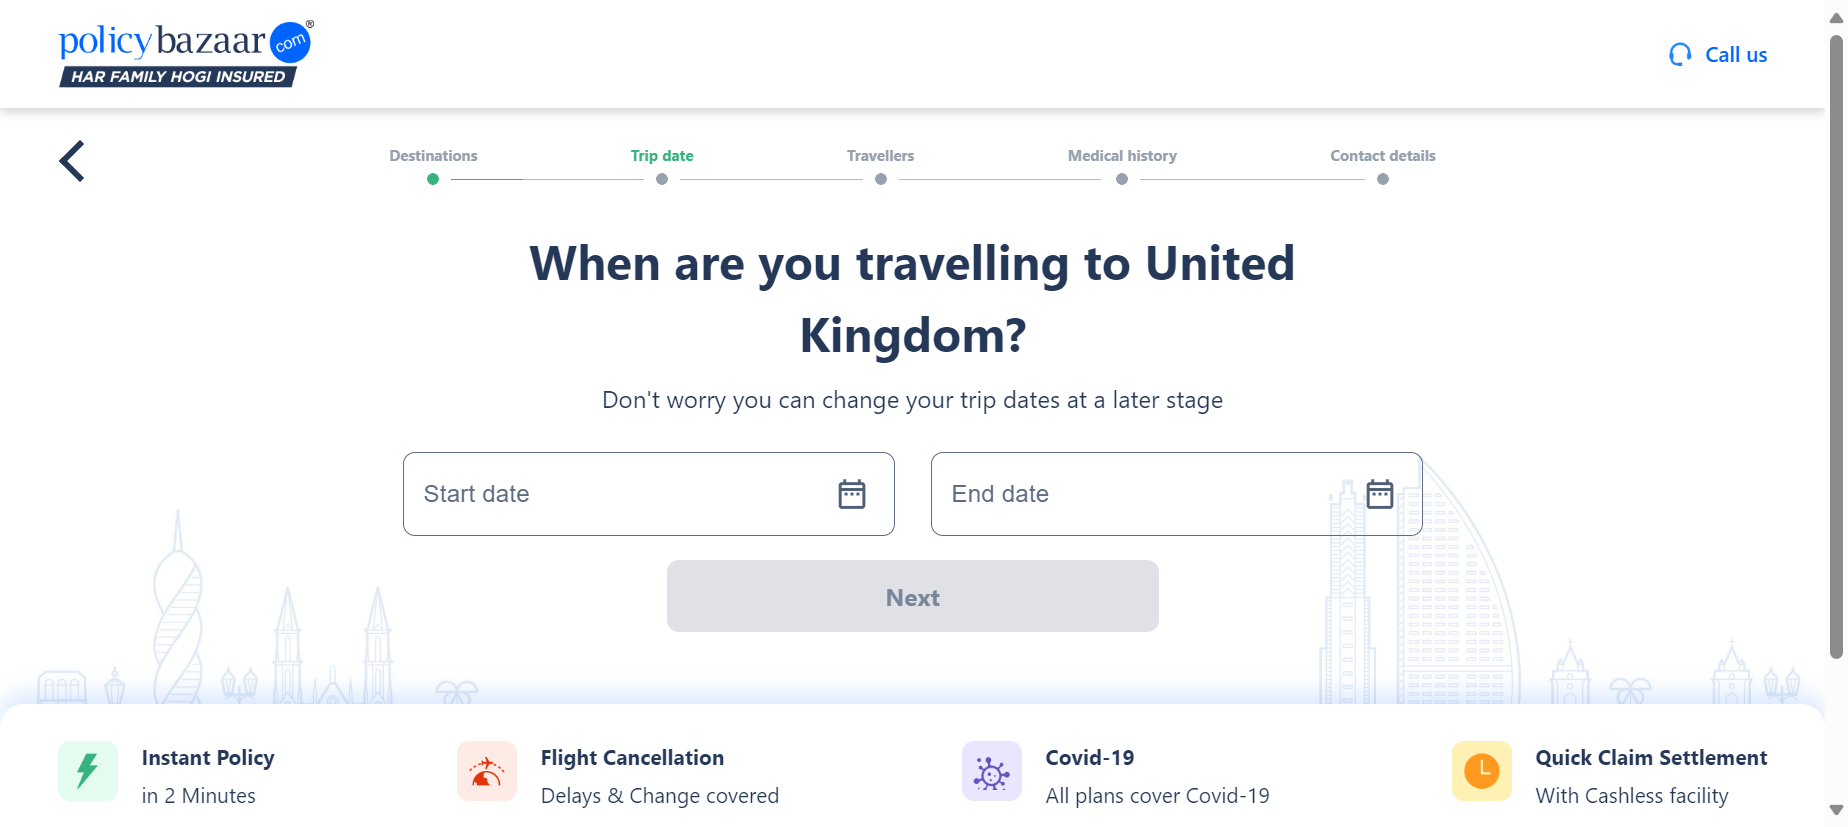 policybazaar com®
HAR FAMILY HOGI INSURED
Call us
Destinations
Trip date
Travellers
Medical history
Contact details
When are you travelling to United
Kingdom?
Don't worry you can change your trip dates at a later stage
Start date
End date
Next
Instant Policy
in 2 Minutes
Flight Cancellation
Delays & Change covered
Covid-19
All plans cover Covid-19
Quick Claim Settlement
With Cashless facility